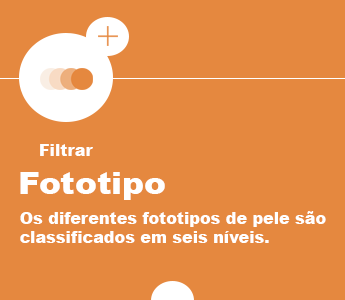 Filtrar
Fototipo
Os diferentes fototipos de pele são
classificados em seis níveis.